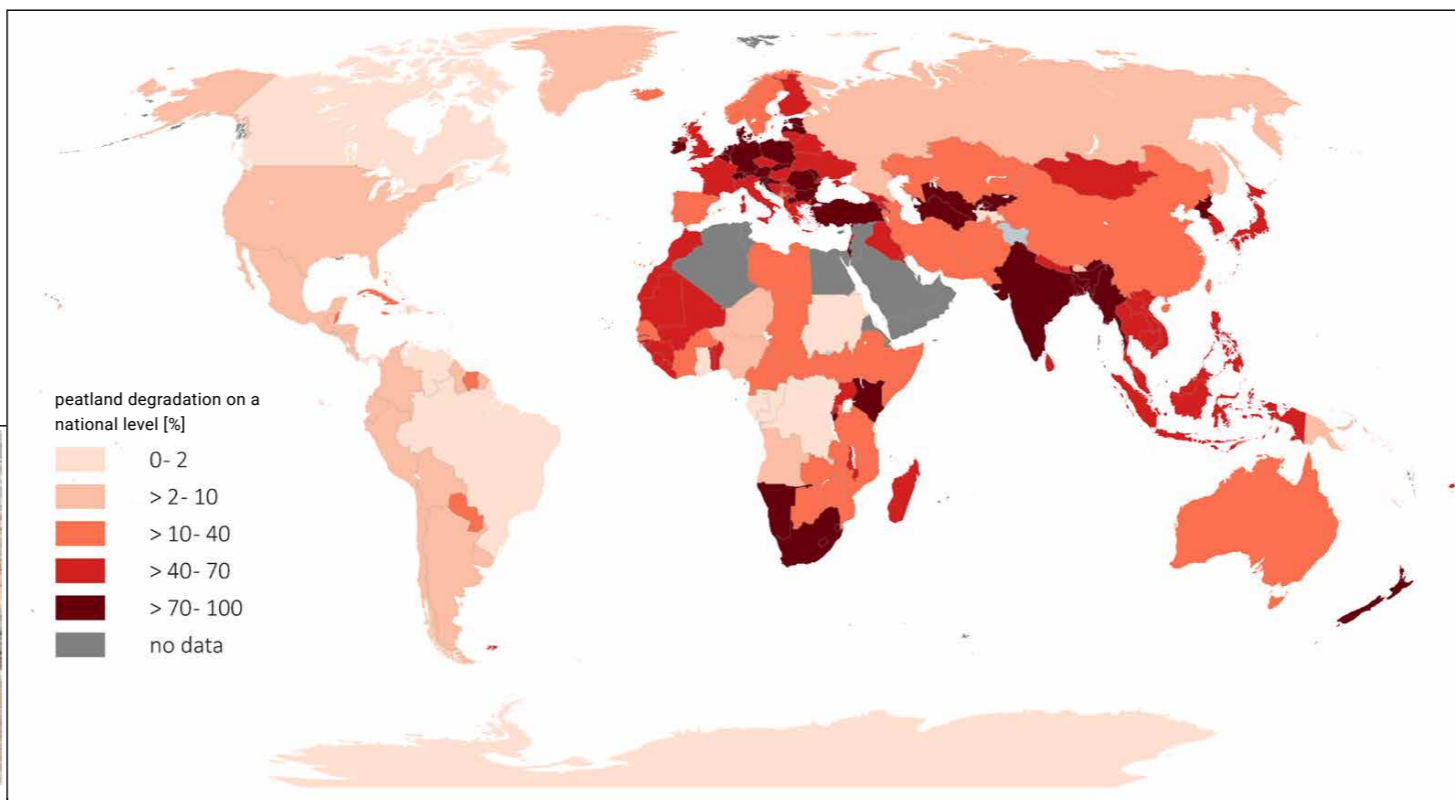 peatland degradation on a
national level [%]
0- 2
> 2- 10
> 10- 40
> 40- 70
> 70- 100
no data